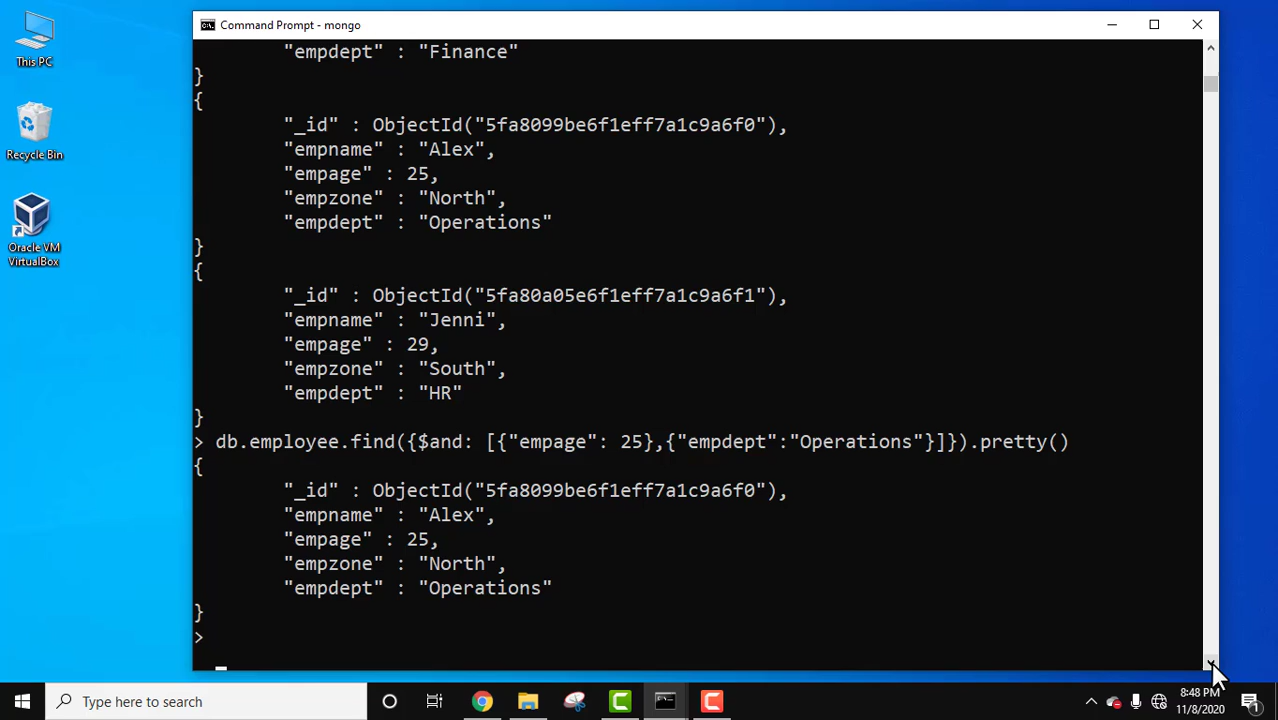 Command Prompt - mongo
This PC
Recycle Bin
Oracle VM
VirtualBox
"empdept" : "Finance"
}
{
"_id" : ObjectId("5fa8099be6f1eff7a1c9a6f0"),
"empname" : "Alex",
"empage" : 25,
"empzone" : "North",
"empdept" : "Operations"
}
{
"_id" : ObjectId("5fa80a05e6f1eff7a1c9a6f1"),
"empname" : "Jenni",
"empage" : 29,
"empzone" : "South",
"empdept" : "HR"
}
> db.employee.find({$and: [{"empage": 25},{"empdept":"Operations"}]}).pretty()
{
"_id" : ObjectId("5fa8099be6f1eff7a1c9a6f0"),
"empname" : "Alex",
"empage" : 25,
"empzone" : "North",
"empdept" : "Operations"
}
>
Type here to search
8:48 PM
11/8/2020
1